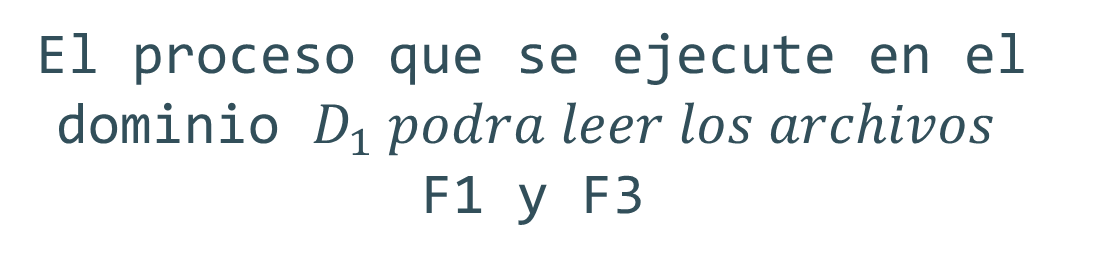 El proceso que se ejecute en el
dominio D₁ podra leer los archivos
F1 y F3